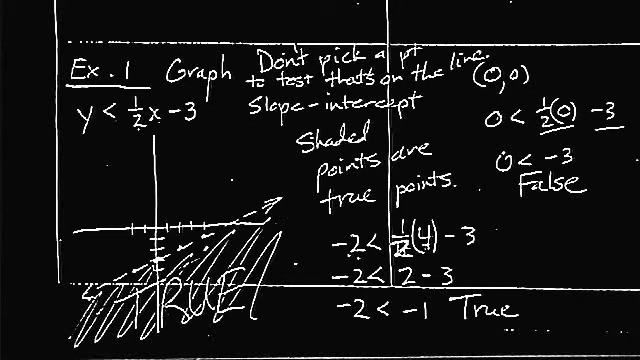 Ex. 1 Graph
y < 1/2 x - 3
Don't pick a pt
to test that's on the line.
Slope-intercept
(0,0)
0 < 1/2(0) - 3
0 < -3
False
Shaded
points are
true points.
-2 < 1/2(4) - 3
-2 < 2 - 3
-2 < -1 True
TRUE